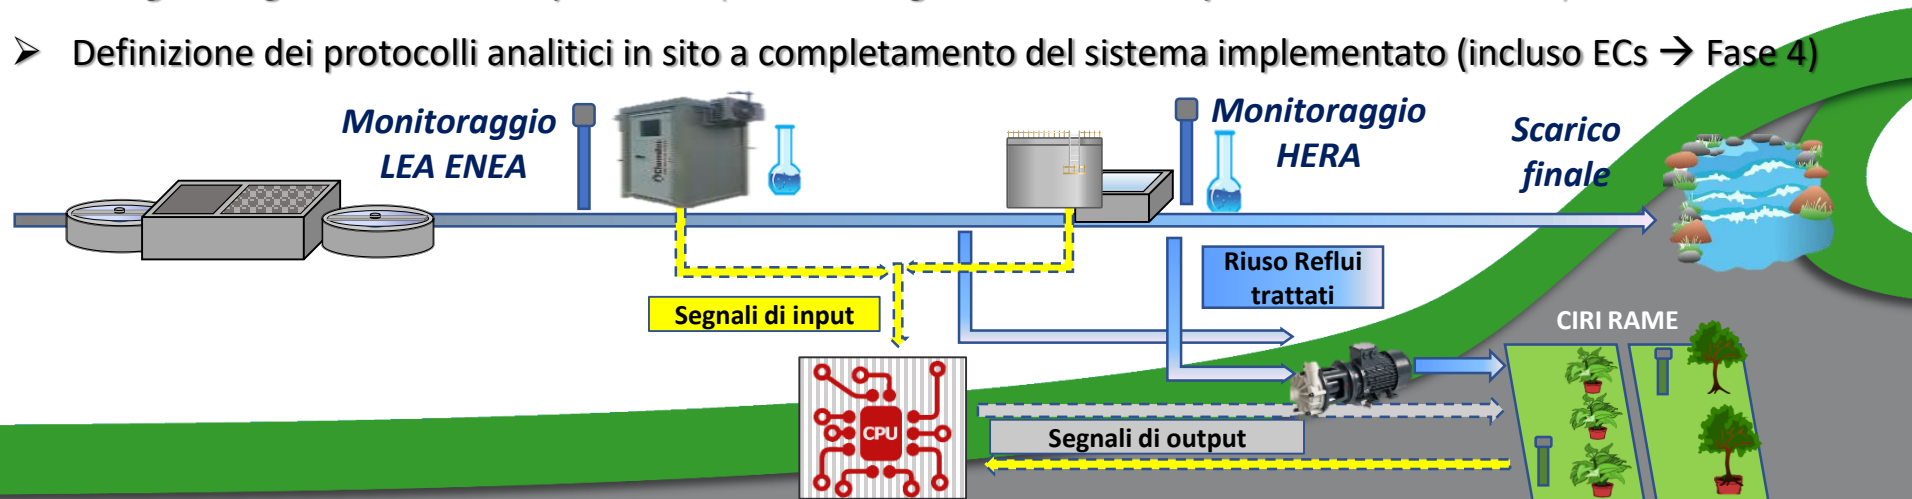 ➢ Definizione dei protocolli analitici in sito a completamento del sistema implementato (incluso ECs → Fase 4)
Monitoraggio
LEA ENEA
Monitoraggio
HERA
Scarico
finale
Riuso Reflui
trattati
Segnali di input
CIRI RAME
CPU
Segnali di output